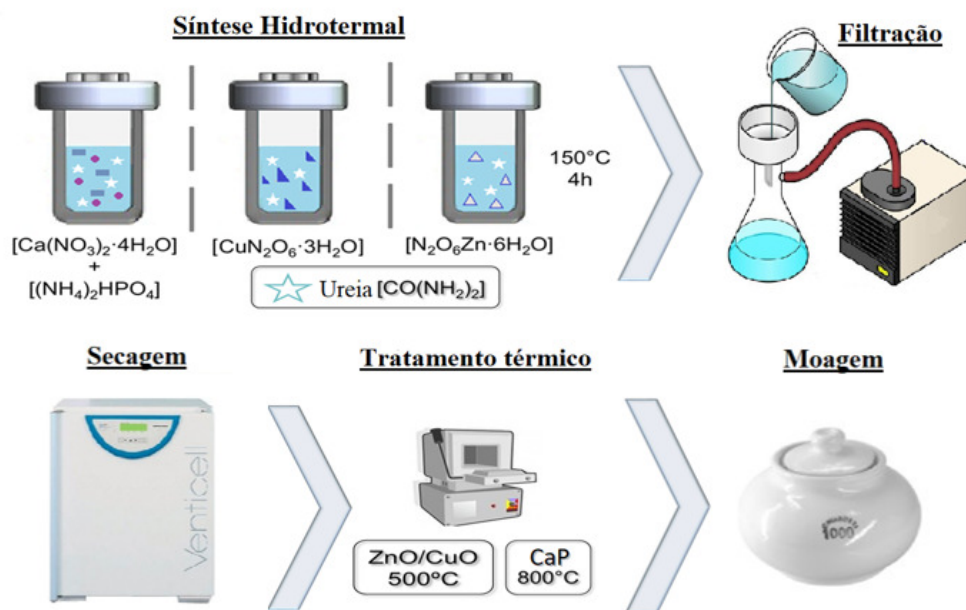 Síntese Hidrotermal
Filtração
150°C
4h
[Ca(NO₃)₂·4H₂O]
+
[(NH₄)₂HPO₄]
[CuN₂O₆·3H₂O]
[N₂O₆Zn·6H₂O]
Ureia [CO(NH₂)₂]
Secagem
Tratamento térmico
Moagem
Venticell
ZnO/CuO
500°C
CaP
800°C
1000